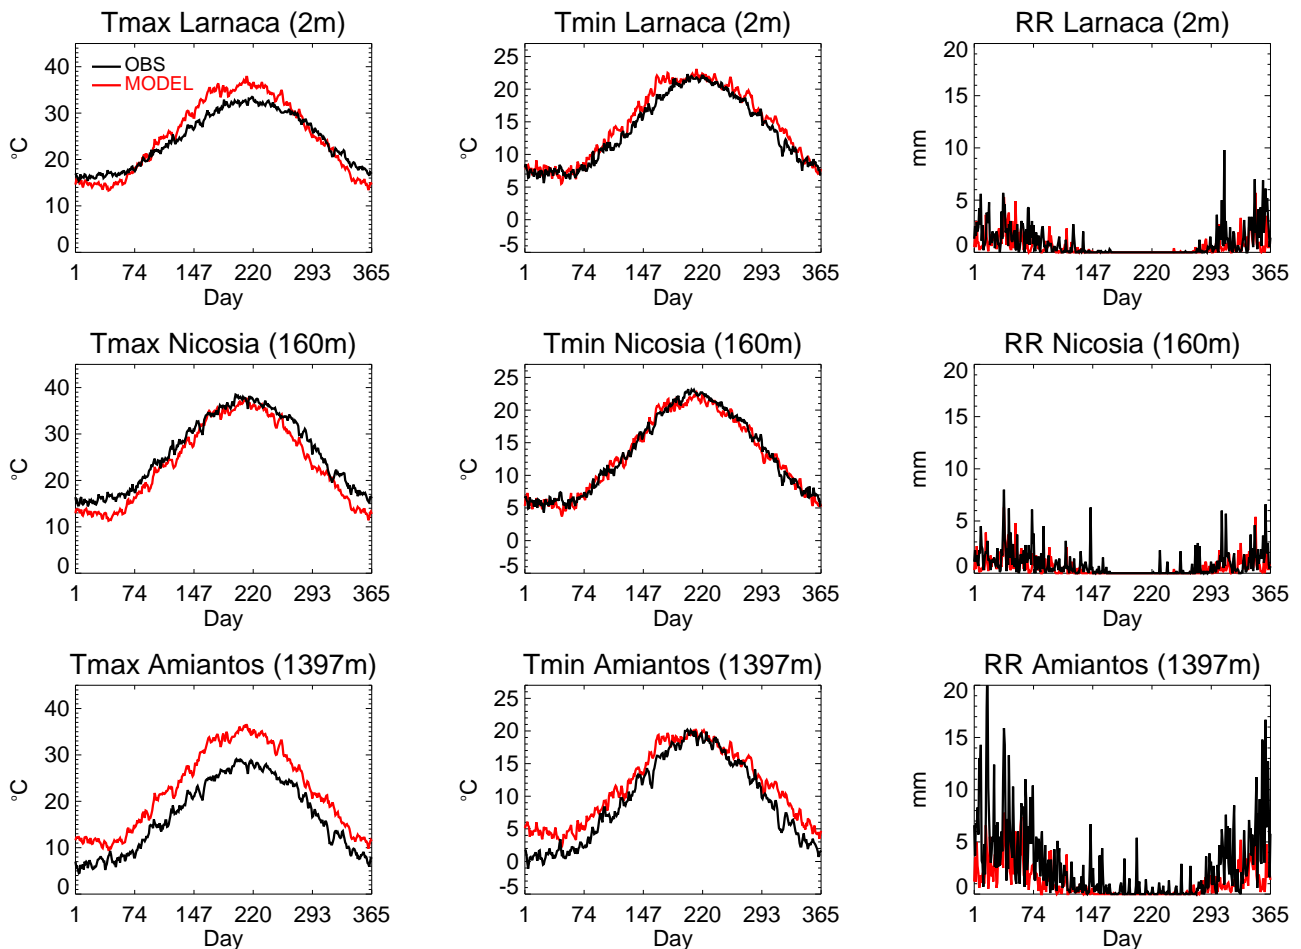 Tmax Larnaca (2m)
Tmin Larnaca (2m)
RR Larnaca (2m)
OBS
MODEL
°C
40
30
20
10
0
1 74 147 220 293 365
Day
°C
25
20
15
10
5
0
-5
1 74 147 220 293 365
Day
mm
20
15
10
5
0
1 74 147 220 293 365
Day
Tmax Nicosia (160m)
Tmin Nicosia (160m)
RR Nicosia (160m)
°C
40
30
20
10
0
1 74 147 220 293 365
Day
°C
25
20
15
10
5
0
-5
1 74 147 220 293 365
Day
mm
20
15
10
5
0
1 74 147 220 293 365
Day
Tmax Amiantos (1397m)
Tmin Amiantos (1397m)
RR Amiantos (1397m)
°C
40
30
20
10
0
1 74 147 220 293 365
Day
°C
25
20
15
10
5
0
-5
1 74 147 220 293 365
Day
mm
20
15
10
5
0
1 74 147 220 293 365
Day